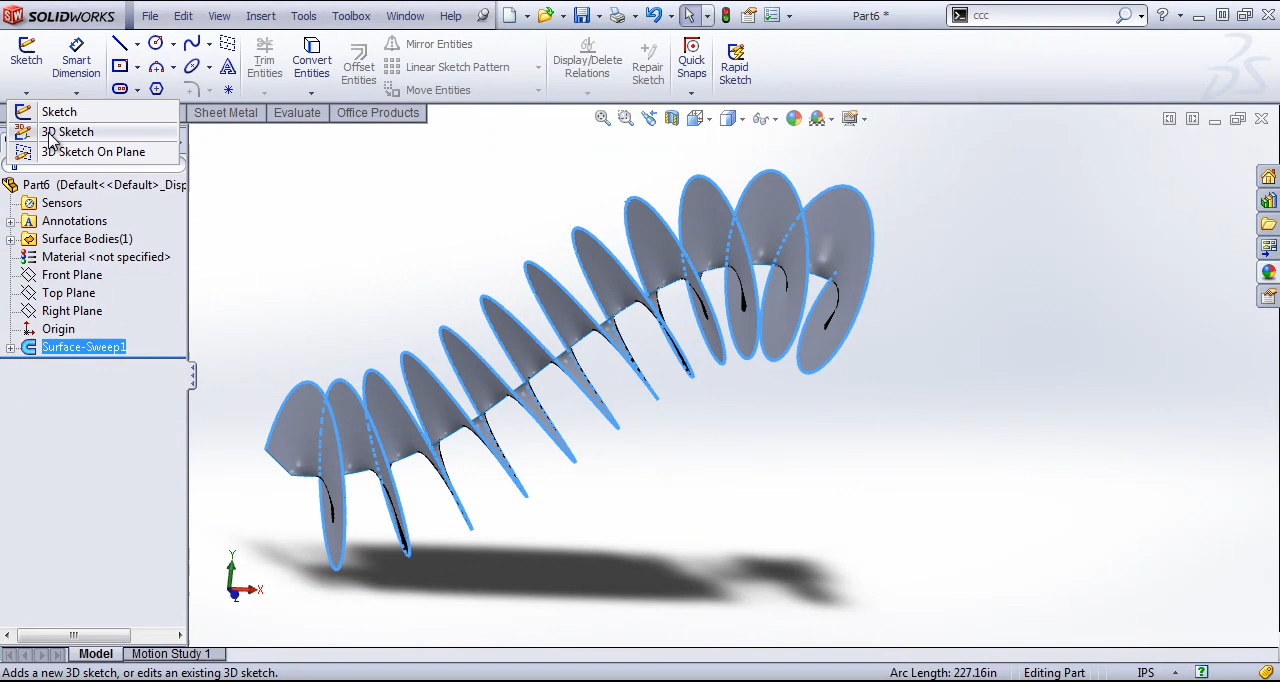 SOLIDWORKS File Edit View Insert Tools Toolbox Window Help Part6 * ccc
Sketch Smart Dimension Trim Entities Convert Entities Offset Entities Mirror Entities Linear Sketch Pattern Move Entities Display/Delete Relations Repair Sketch Quick Snaps Rapid Sketch
Sheet Metal Evaluate Office Products
Sketch
3D Sketch
3D Sketch On Plane
Part6 (Default<<Default>_Disp
Sensors
Annotations
Surface Bodies(1)
Material <not specified>
Front Plane
Top Plane
Right Plane
Origin
Surface-Sweep1
Y
X
Z
Model Motion Study 1
Adds a new 3D sketch, or edits an existing 3D sketch. Arc Length: 227.16in Editing Part IPS